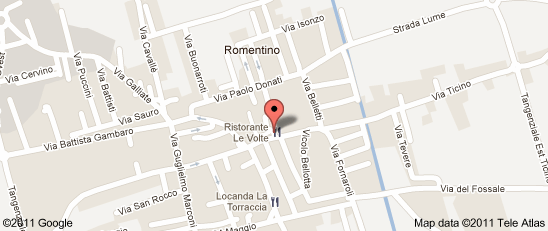 Via Isonzo
Strada Lume
Romentino
Via Cavallè
Via Buonarroti
Via Cervino
Via Puccini
Via Battisti
Via Galliate
Via Paolo Donati
Via Belletti
Via Ticino
Via Sauro
Ristorante
Le Volte
Via Battista Gambaro
Via Guglielmo Marconi
Vicolo Bellotta
Via Fornaroli
Via Tevere
Tangenziale Est Ticino
Via del Fossale
Via San Rocco
Locanda La
Torraccia
Maggio
©2011 Google
Map data ©2011 Tele Atlas